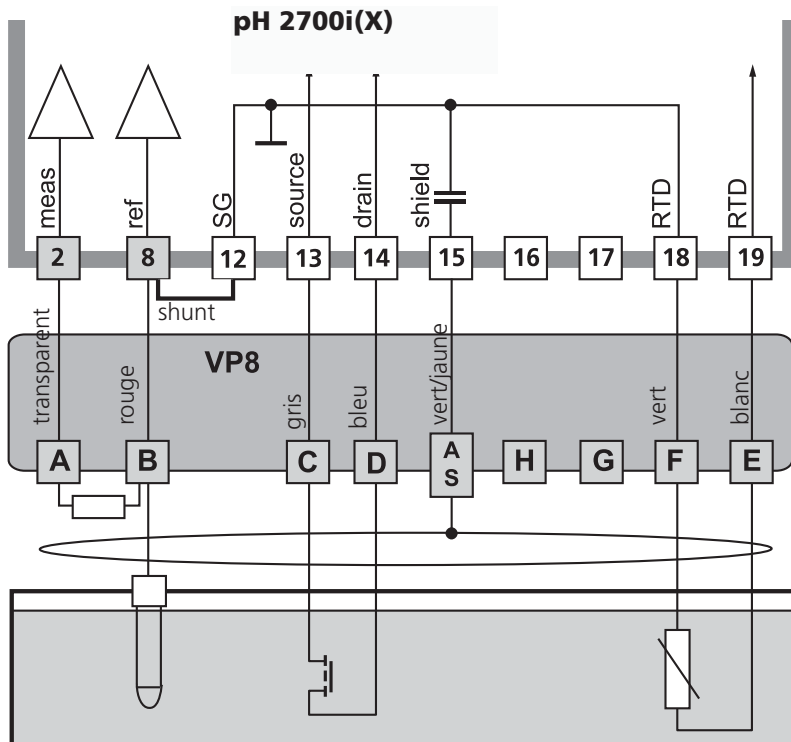 pH 2700i(X)
meas
ref
SG
source
drain
shield
RTD
RTD
2
8
12
13
14
15
16
17
18
19
shunt
transparent
rouge
VP8
gris
bleu
vert/jaune
vert
blanc
A
B
C
D
A
S
H
G
F
E